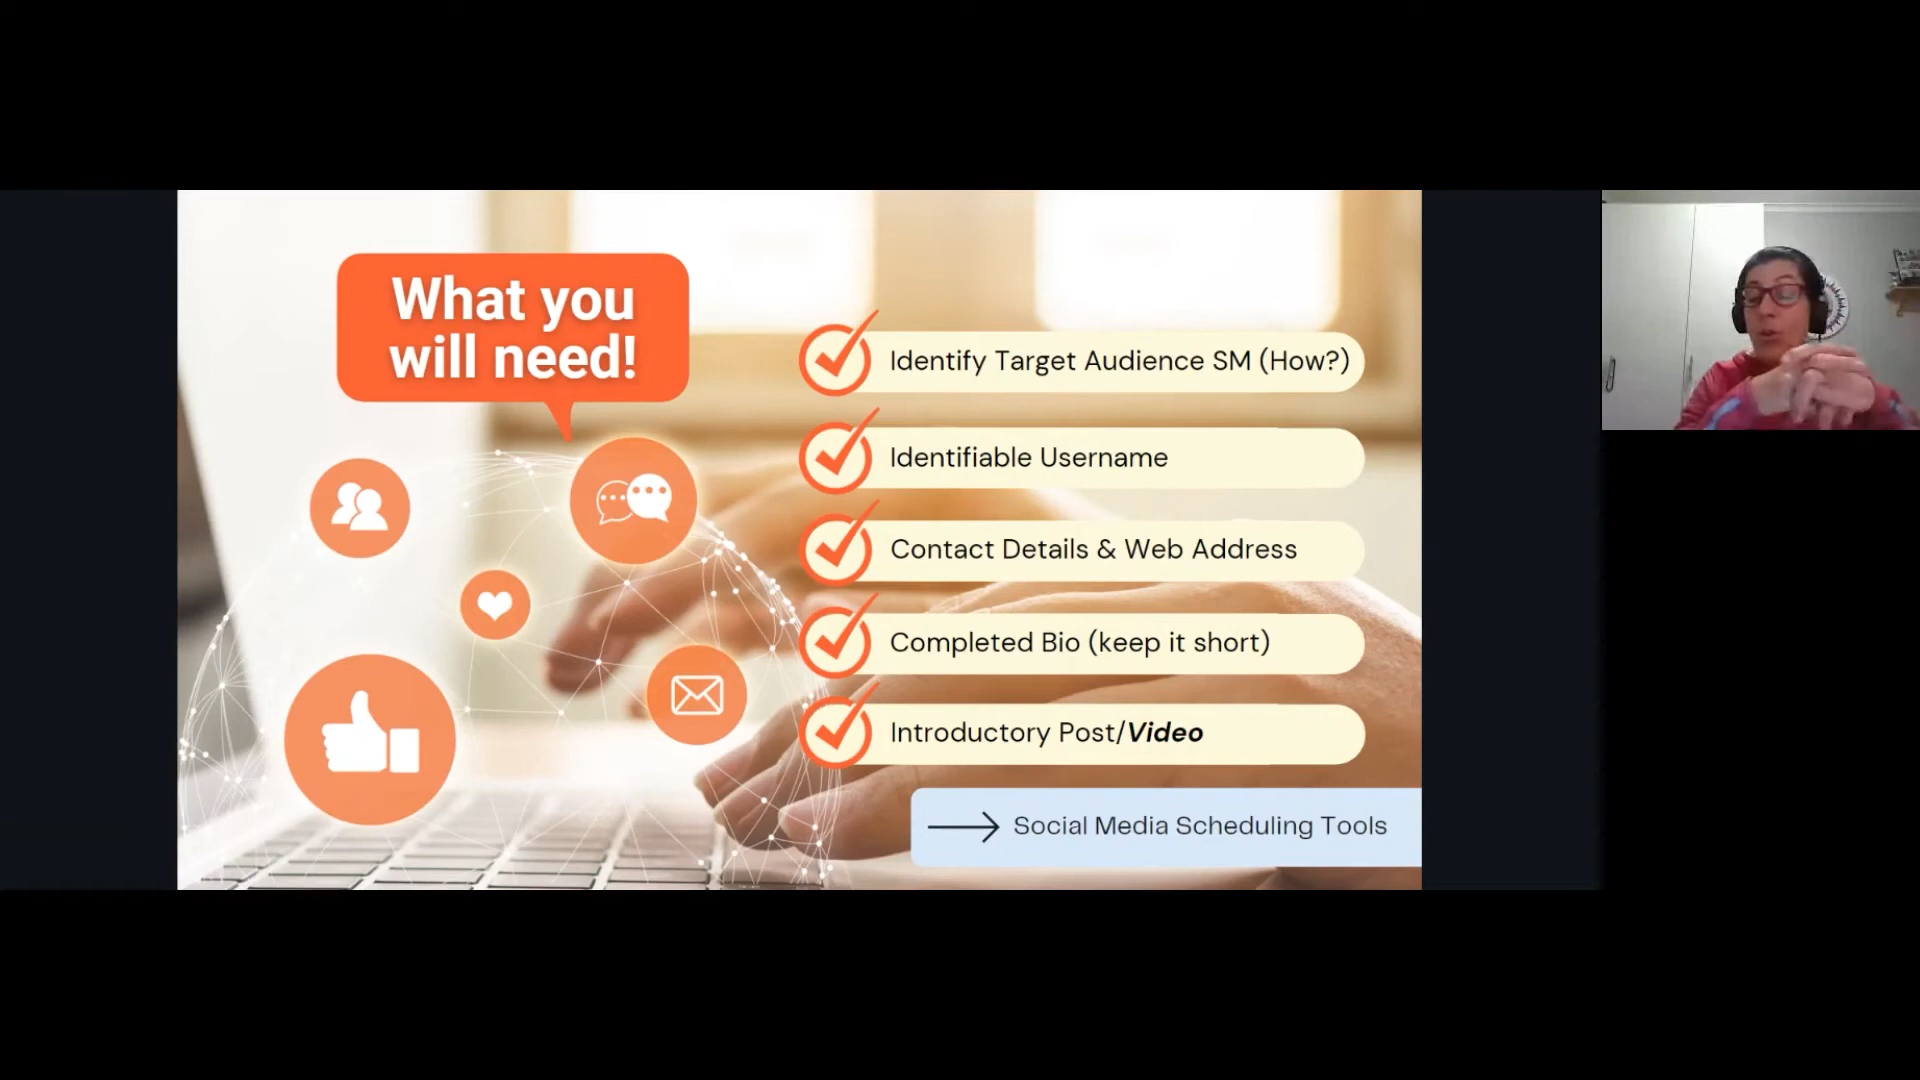 What you
will need!
Identify Target Audience SM (How?)
Identifiable Username
Contact Details & Web Address
Completed Bio (keep it short)
Introductory Post/Video
Social Media Scheduling Tools